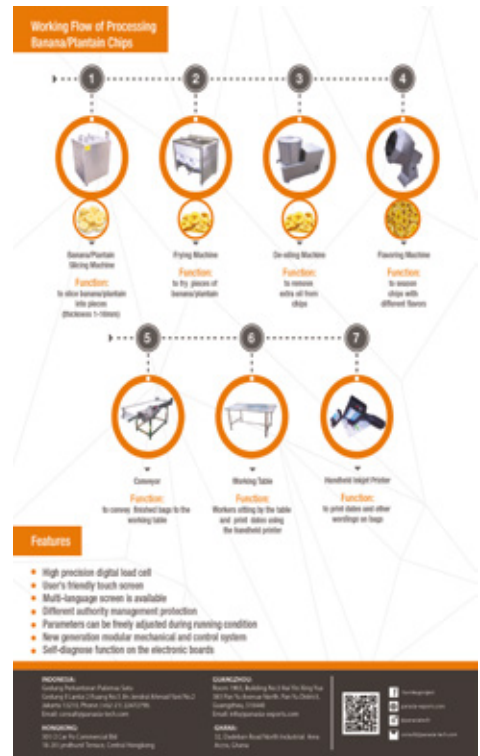 Working Flow of Processing
Banana/Plantain Chips
1
2
3
4
Banana/Plantain
Slicing Machine
Function:
to slice banana/plantain
into pieces
(thickness 1-10mm)
Frying Machine
Function:
to fry pieces of
banana/plantain
De-oiling Machine
Function:
to remove
extra oil from
chips
Flavoring Machine
Function:
to season
chips with
different flavors
5
6
7
Conveyor
Function:
to convey finished bags to the
working table
Working Table
Function:
Workers sitting by the table
and print dates using
the handheld printer
Handheld Inkjet Printer
Function:
to print dates and other
wordings on bags
Features
High precision digital load cell
User's friendly touch screen
Multi-language screen is available
Different authority management protection
Parameters can be freely adjusted during running condition
New generation modular mechanical and control system
Self-diagnose function on the electronic boards
INDONESIA:
GUANGZHOU:
HONGKONG:
GHANA:
Accra, Ghana